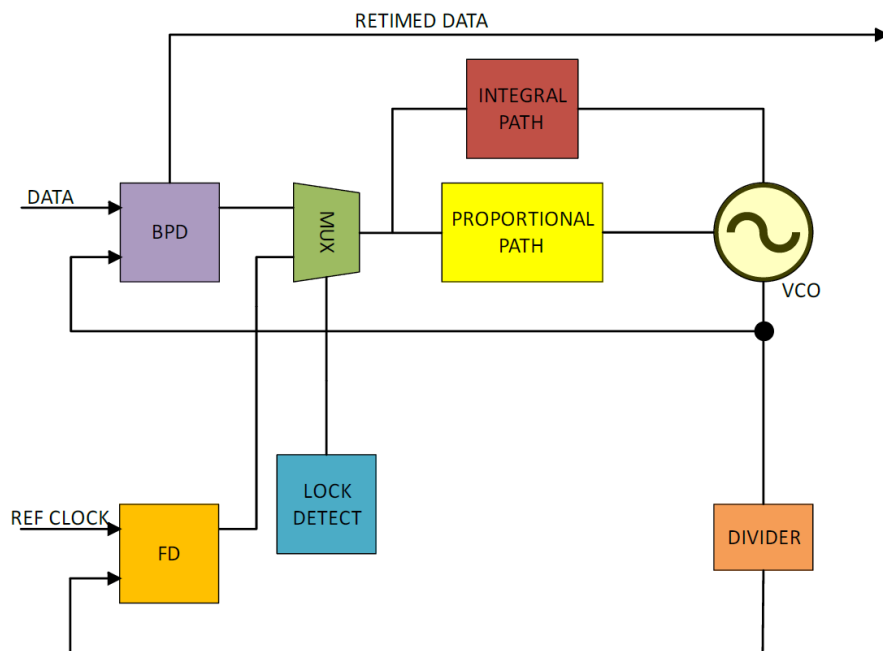 RETIMED DATA
INTEGRAL
PATH
DATA
BPD
MUX
PROPORTIONAL
PATH
VCO
LOCK
DETECT
REF CLOCK
FD
DIVIDER